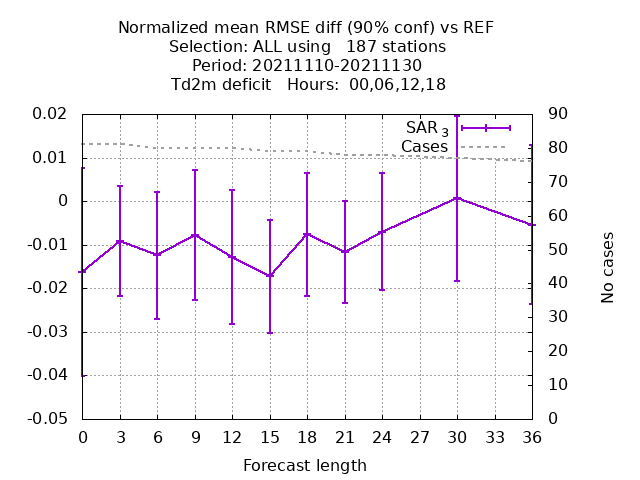 Normalized mean RMSE diff (90% conf) vs REF
Selection: ALL using   187 stations
Period: 20211110-20211130
Td2m deficit   Hours:  00,06,12,18
SAR 3
Cases
0.02
0.01
0
-0.01
-0.02
-0.03
-0.04
-0.05
90
80
70
60
50
40
30
20
10
0
No cases
0 3 6 9 12 15 18 21 24 27 30 33 36
Forecast length